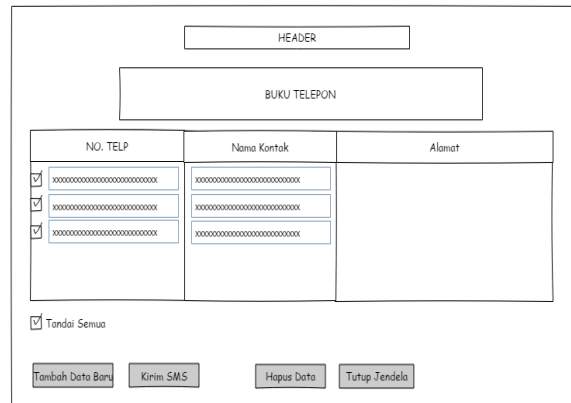 HEADER
BUKU TELEPON
NO. TELP Nama Kontak Alamat
xxxxxxxxxxxxxxxxxxxxxxxxxxx xxxxxxxxxxxxxxxxxxxxxxxxxxx
xxxxxxxxxxxxxxxxxxxxxxxxxxx xxxxxxxxxxxxxxxxxxxxxxxxxxx
xxxxxxxxxxxxxxxxxxxxxxxxxxx xxxxxxxxxxxxxxxxxxxxxxxxxxx
Tandai Semua
Tambah Data Baru Kirim SMS Hapus Data Tutup Jendela